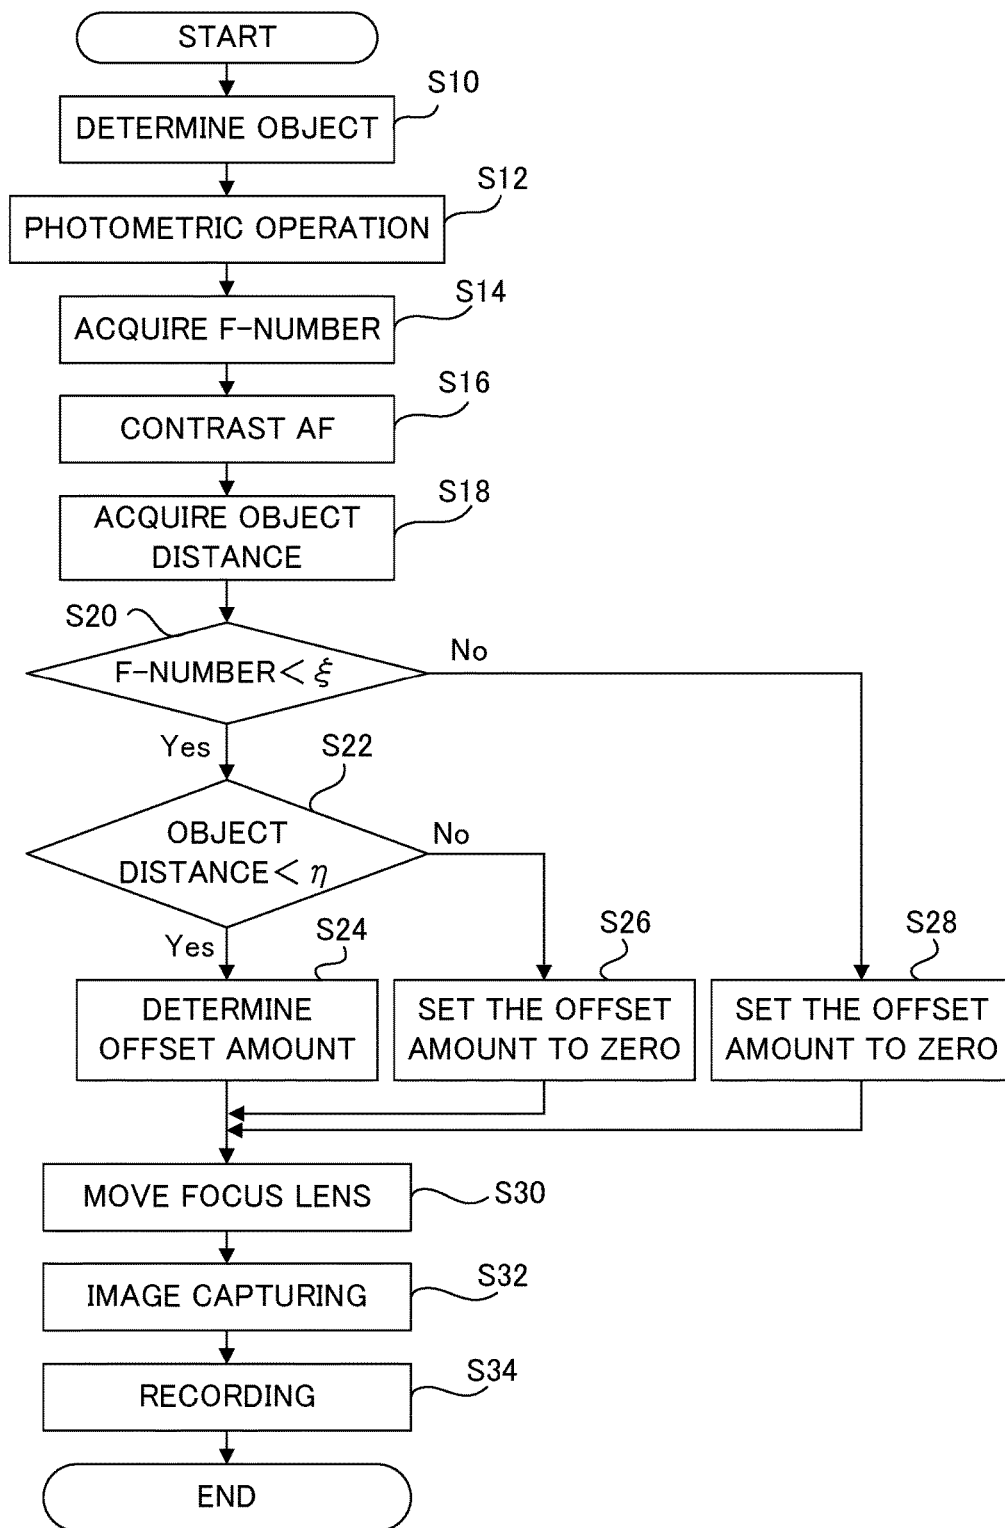 START
S10
DETERMINE OBJECT
S12
PHOTOMETRIC OPERATION
S14
ACQUIRE F-NUMBER
S16
CONTRAST AF
S18
ACQUIRE OBJECT
DISTANCE
S20
F-NUMBER < ξ
No
Yes
S22
OBJECT
DISTANCE < η
No
Yes
S24
DETERMINE
OFFSET AMOUNT
S26
SET THE OFFSET
AMOUNT TO ZERO
S28
SET THE OFFSET
AMOUNT TO ZERO
MOVE FOCUS LENS
S30
IMAGE CAPTURING
S32
RECORDING
S34
END